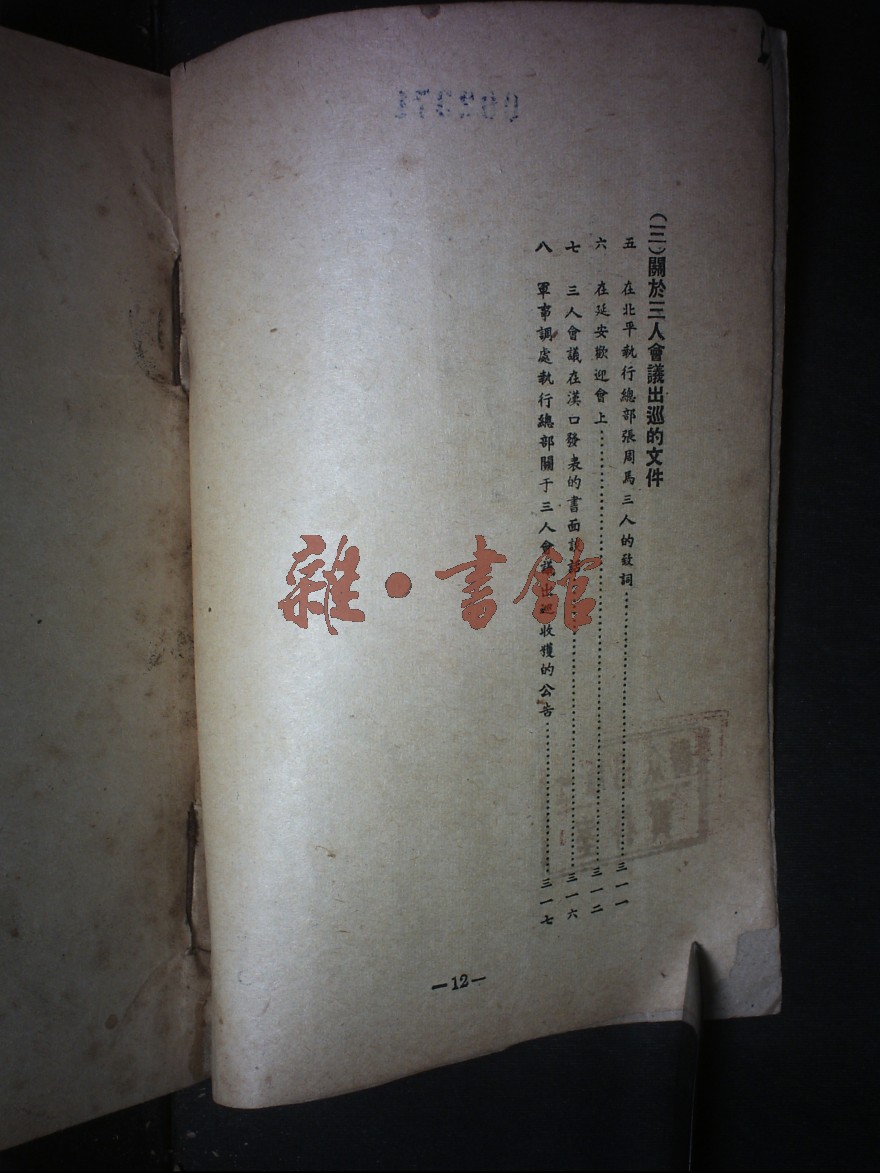 002371
(三)關於三人會議出巡的文件
五 在北平執行總部張周馬三人的致詞……三一一
六 在延安歡迎會上……三一二
七 三人會議在漢口發表的書面談話……三一六
八 軍事調處執行總部關于三人會議出巡收獲的公告……三一七
雜·書館
—12—